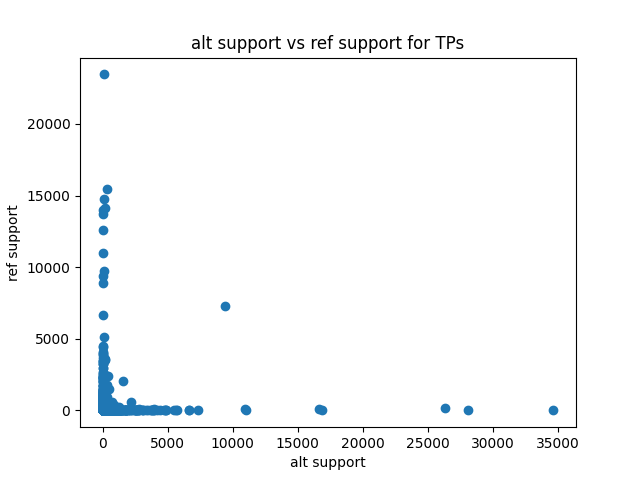 alt support vs ref support for TPs
20000
15000
10000
5000
0
ref support
0 5000 10000 15000 20000 25000 30000 35000
alt support